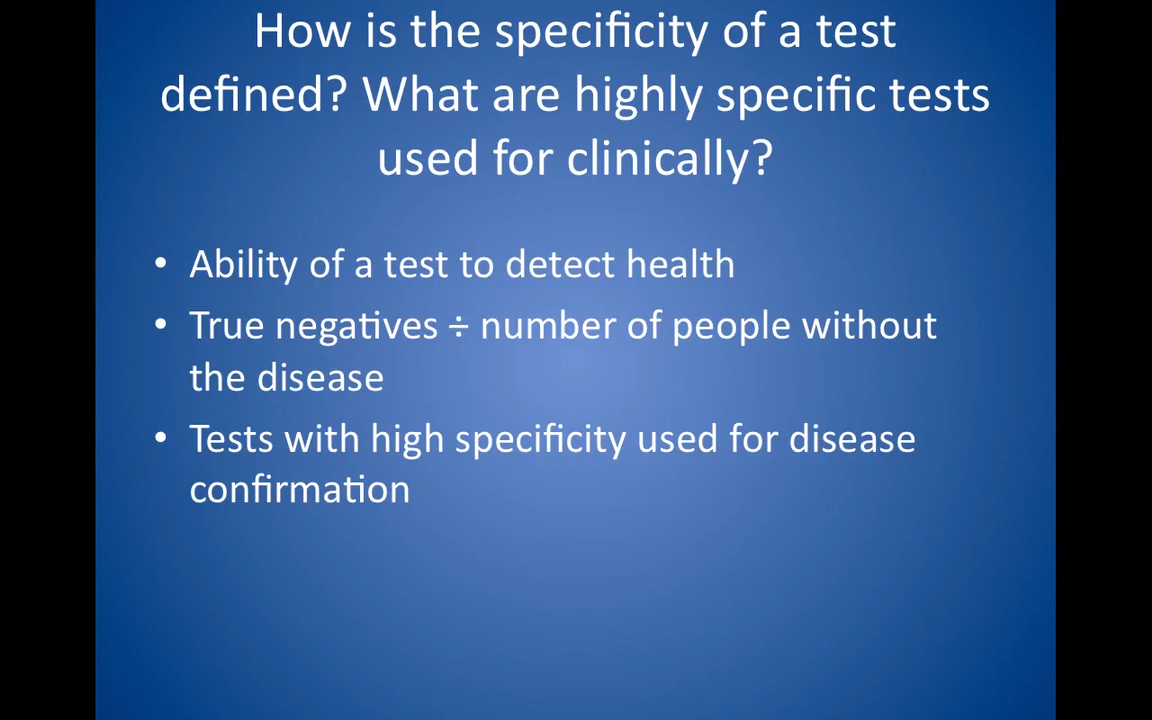 How is the specificity of a test
defined? What are highly specific tests
used for clinically?
• Ability of a test to detect health
• True negatives ÷ number of people without
the disease
• Tests with high specificity used for disease
confirmation